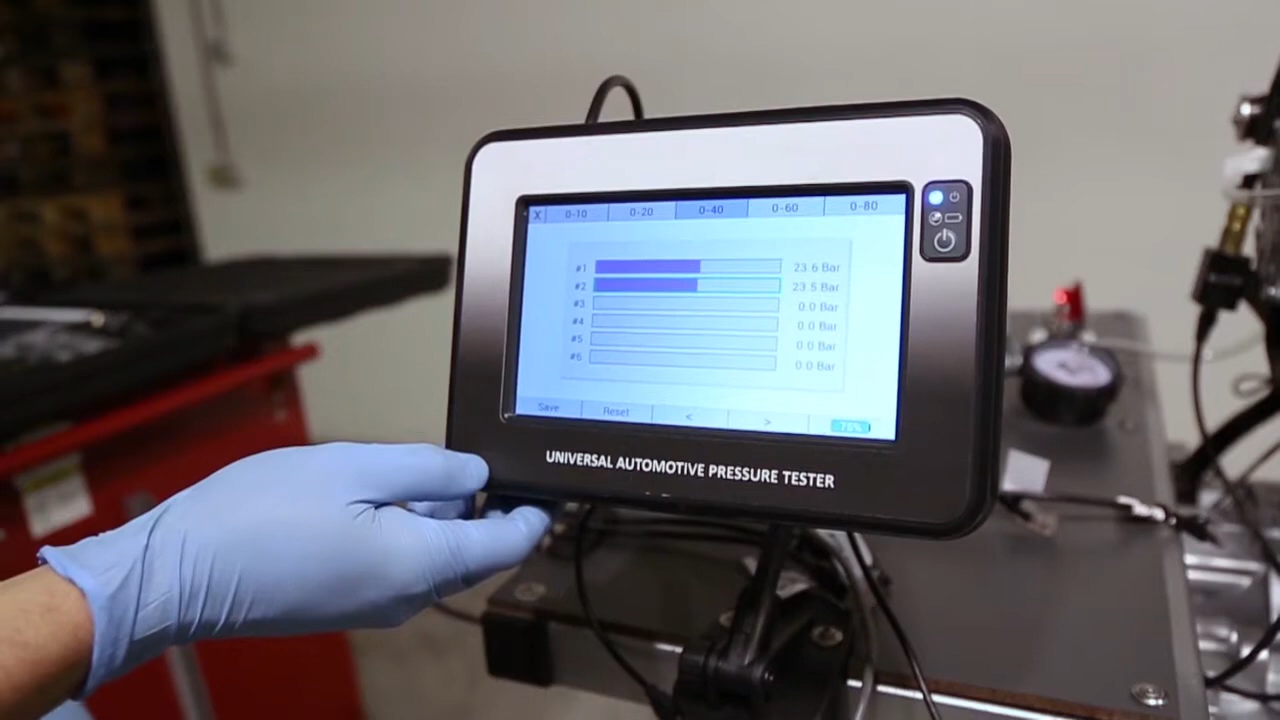 X 0-10 0-20 0-40 0-60 0-80
#1 23.6 Bar
#2 23.5 Bar
#3 0.0 Bar
#4 0.0 Bar
#5 0.0 Bar
#6 0.0 Bar
Save Reset < > 78%
UNIVERSAL AUTOMOTIVE PRESSURE TESTER